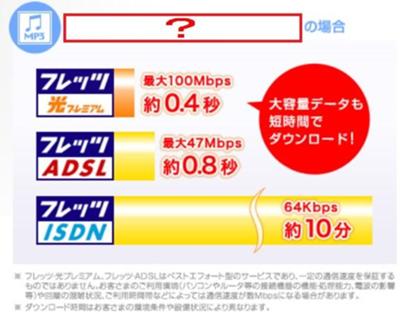 MP3
?
の場合
フレッツ
光プレミアム
最大100Mbps
約0.4秒
大容量データも
短時間で
ダウンロード!
フレッツ
ADSL
最大47Mbps
約0.8秒
フレッツ
ISDN
64Kbps
約10分
※ フレッツ・光プレミアム、フレッツ・ADSLはベストエフォート型のサービスであり、一定の通信速度を保証する
ものではありません。お客さまのご利用環境(パソコンやルータ等の接続機器の機能・処理能力、電波の影響
等)や回線の混雑状況、ご利用時間帯などによっては通信速度が数Mbpsになる場合があります。
※ ダウンロード時間はお客さまの環境条件や設備状況により異なります。